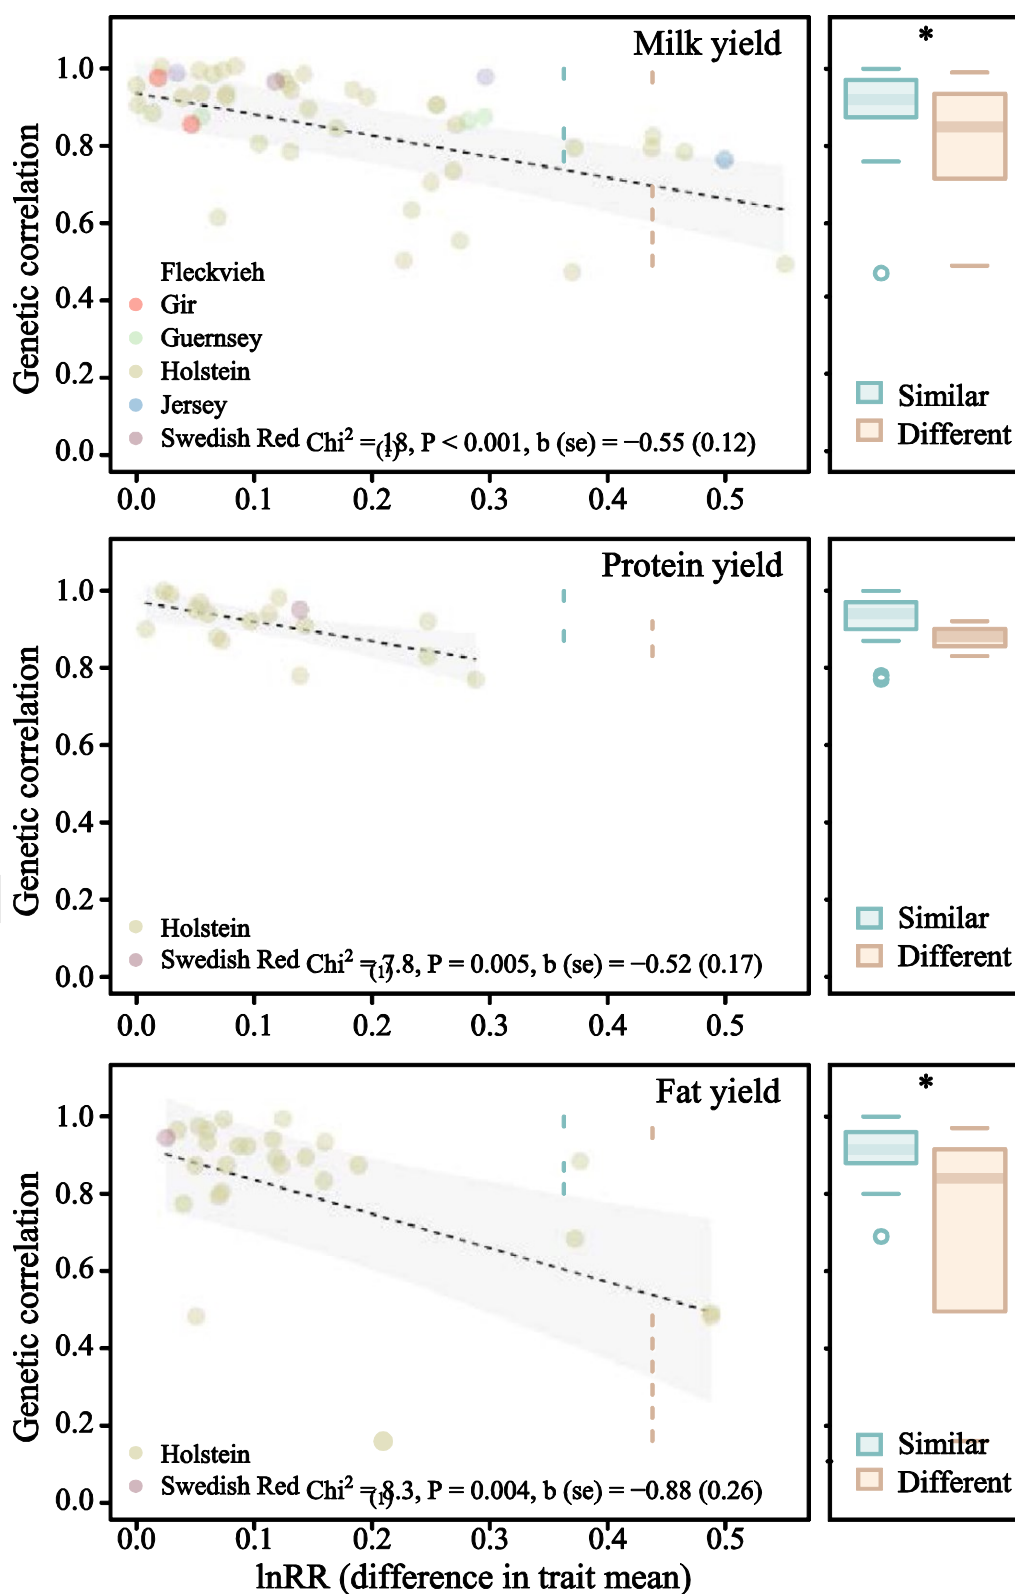 Milk yield
*
Genetic correlation
1.0
0.8
0.6
0.4
0.2
0.0
Fleckvieh
Gir
Guernsey
Holstein
Jersey
Swedish Red
Chi²(1) = 18, P < 0.001, b (se) = −0.55 (0.12)
Similar
Different
0.0 0.1 0.2 0.3 0.4 0.5
Protein yield
Genetic correlation
1.0
0.8
0.6
0.4
0.2
0.0
Holstein
Swedish Red
Chi²(1) = 7.8, P = 0.005, b (se) = −0.52 (0.17)
Similar
Different
0.0 0.1 0.2 0.3 0.4 0.5
Fat yield
*
Genetic correlation
1.0
0.8
0.6
0.4
0.2
0.0
Holstein
Swedish Red
Chi²(1) = 8.3, P = 0.004, b (se) = −0.88 (0.26)
Similar
Different
0.0 0.1 0.2 0.3 0.4 0.5
lnRR (difference in trait mean)